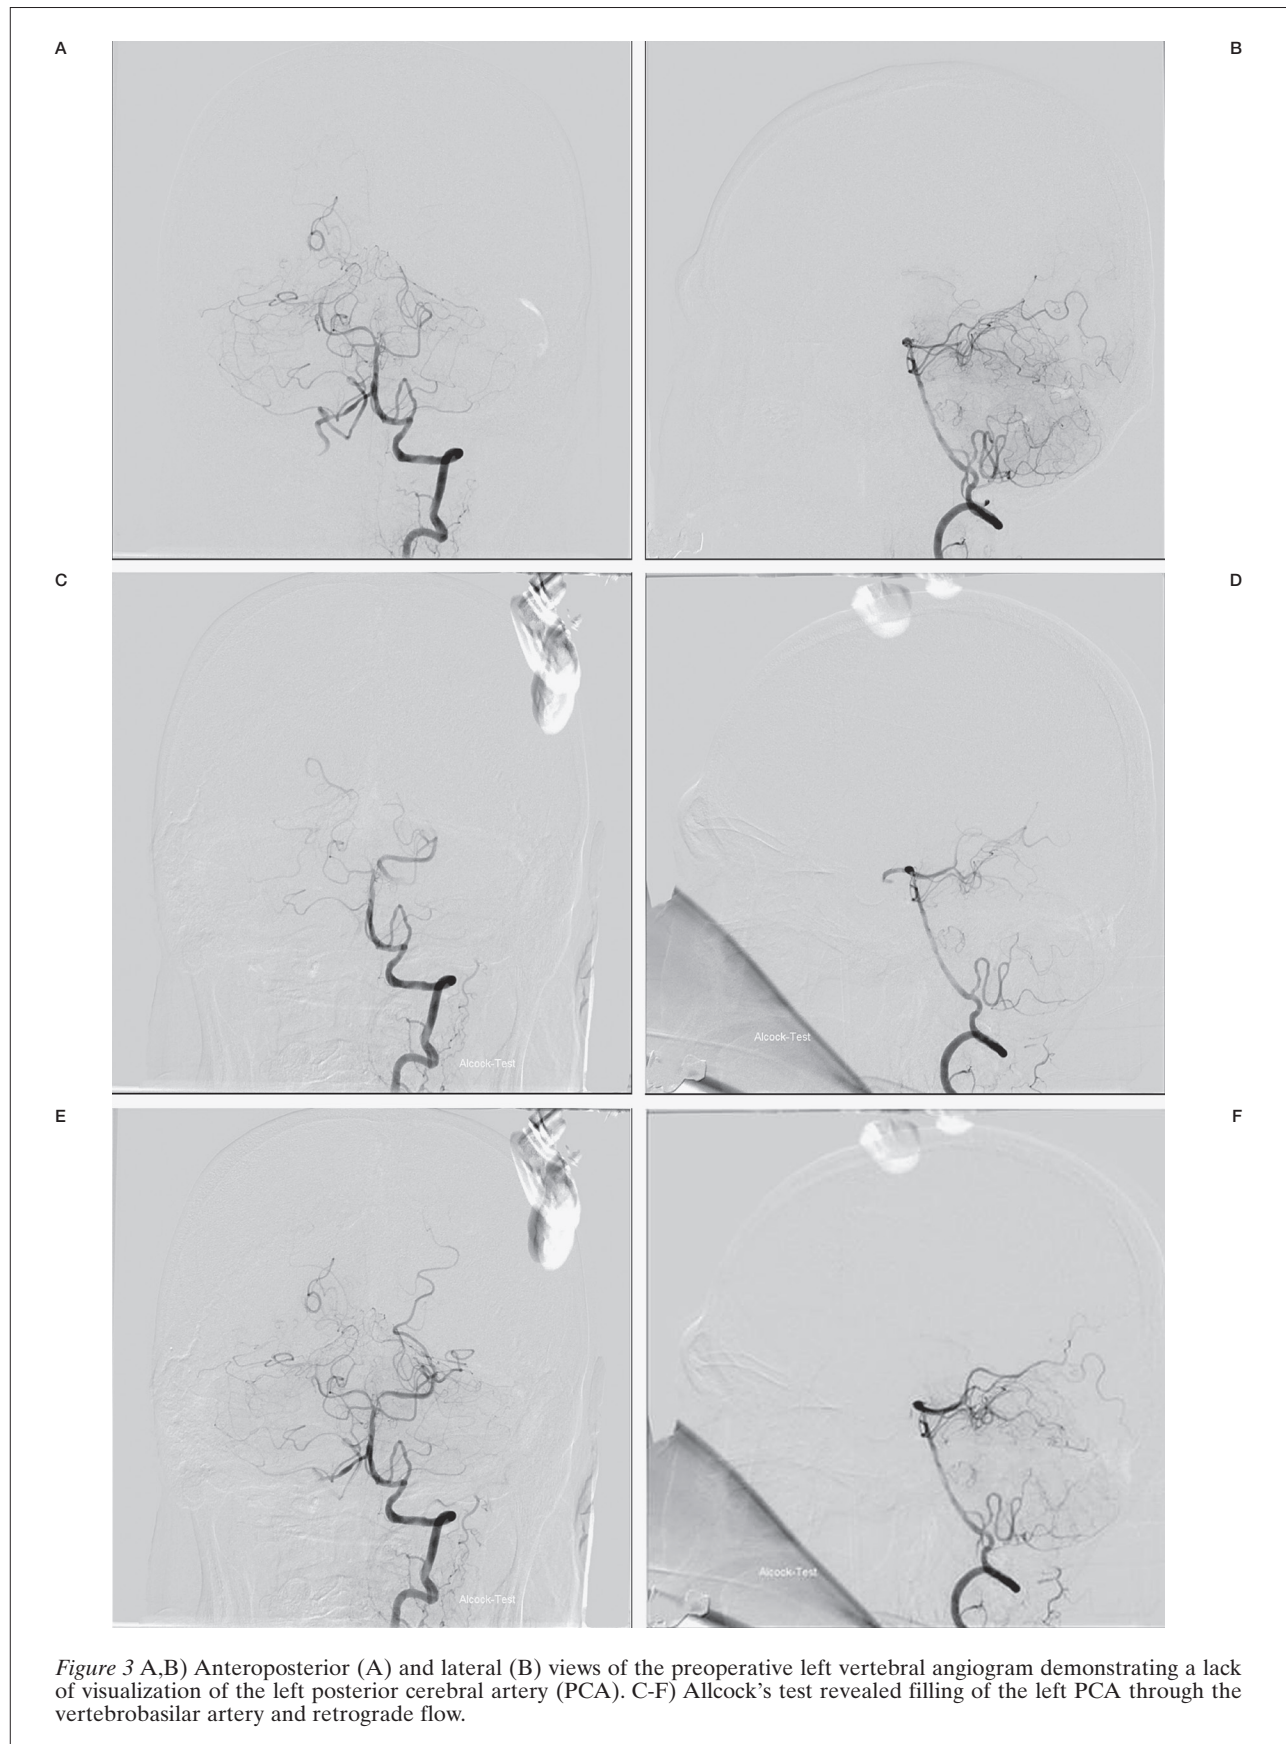 A
B
C
D
Alcock-Test
Alcock-Test
E
F
Alcock-Test
Alcock-Test
Figure 3 A,B) Anteroposterior (A) and lateral (B) views of the preoperative left vertebral angiogram demonstrating a lack
of visualization of the left posterior cerebral artery (PCA). C-F) Allcock's test revealed filling of the left PCA through the
vertebrobasilar artery and retrograde flow.